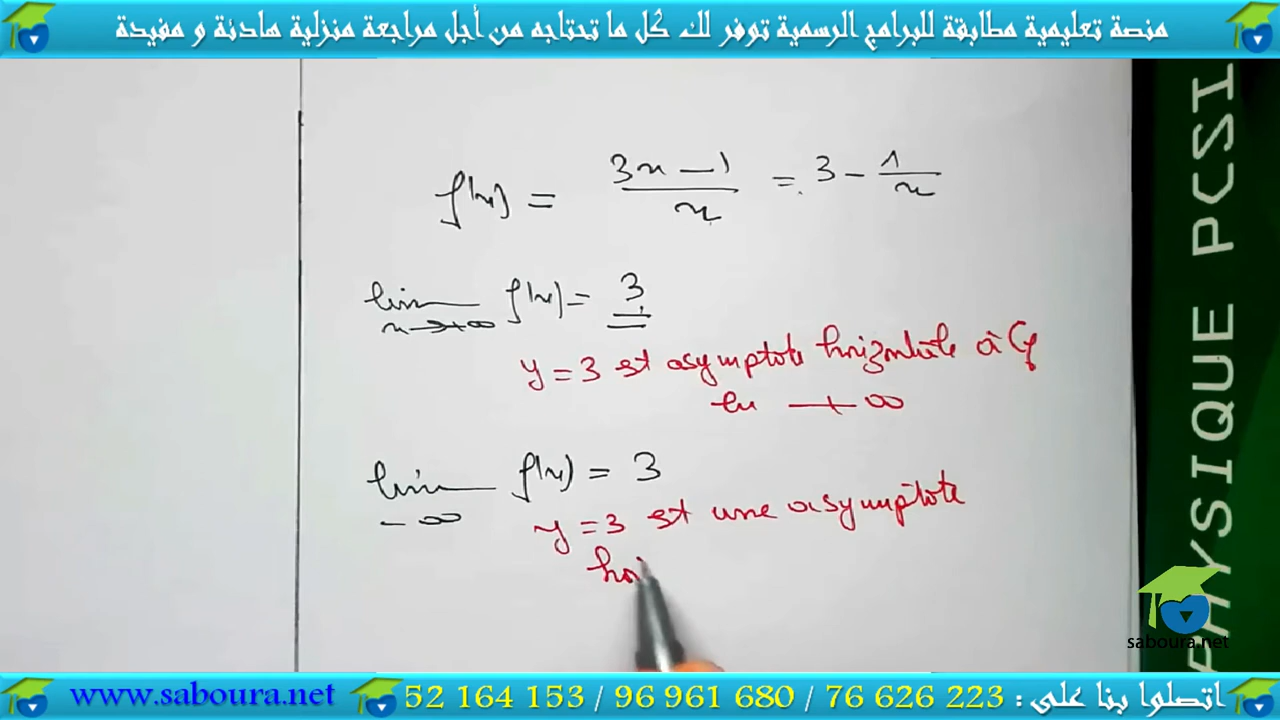 منصة تعليمية مطابقة للبرامج الرسمية توفر لك كل ما تحتاجه من أجل مراجعة منزلية هادئة و مفيدة
f(x) = (3x - 1)/x = 3 - 1/x
lim x→+∞ f(x) = 3
y = 3 est asymptote horizontale à Cf
en +∞
lim -∞ f(x) = 3
y = 3 est une asymptote
hoi
PHYSIQUE PCSI
saboura.net
www.saboura.net 52 164 153 / 96 961 680 / 76 626 223 : اتصلوا بنا على